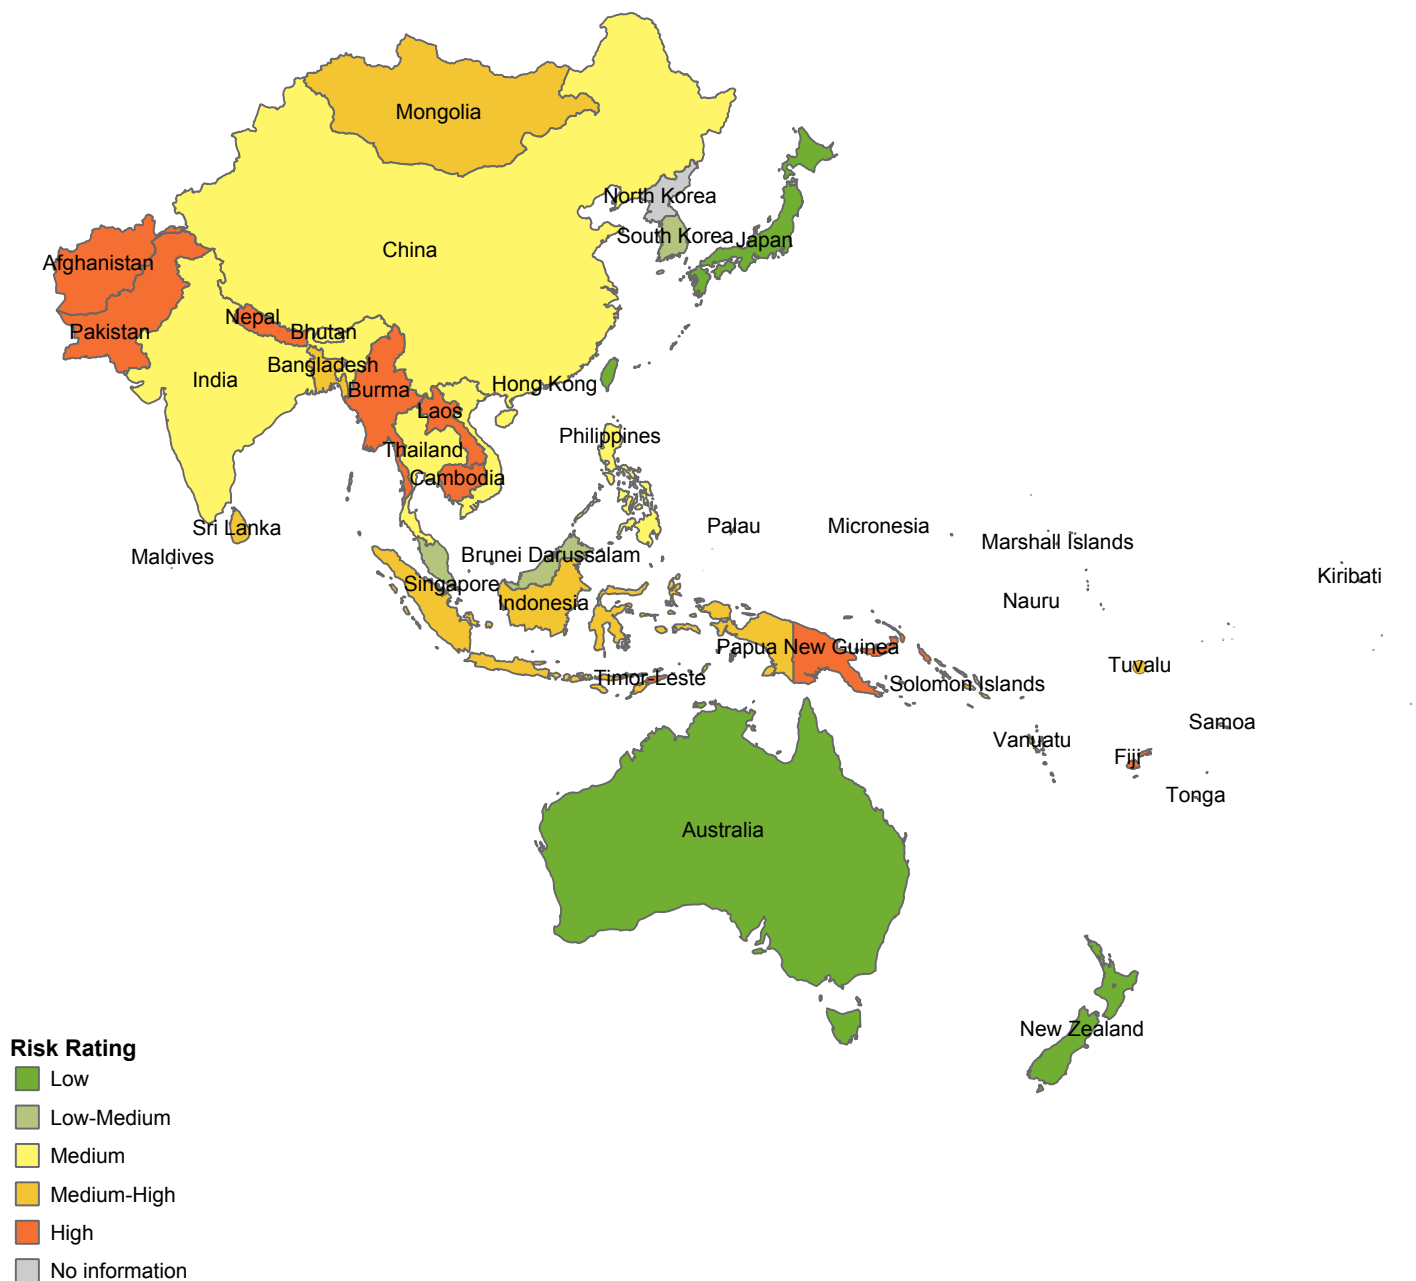 Mongolia
North Korea
South Korea
Japan
China
Afghanistan
Pakistan
Nepal
Bhutan
Bangladesh
India
Burma
Hong Kong
Laos
Philippines
Thailand
Cambodia
Sri Lanka
Maldives
Palau
Micronesia
Marshall Islands
Brunei Darussalam
Singapore
Kiribati
Indonesia
Nauru
Papua New Guinea
Tuvalu
Timor-Leste
Solomon Islands
Samoa
Vanuatu
Fiji
Tonga
Australia
New Zealand
Risk Rating
Low
Low-Medium
Medium
Medium-High
High
No information